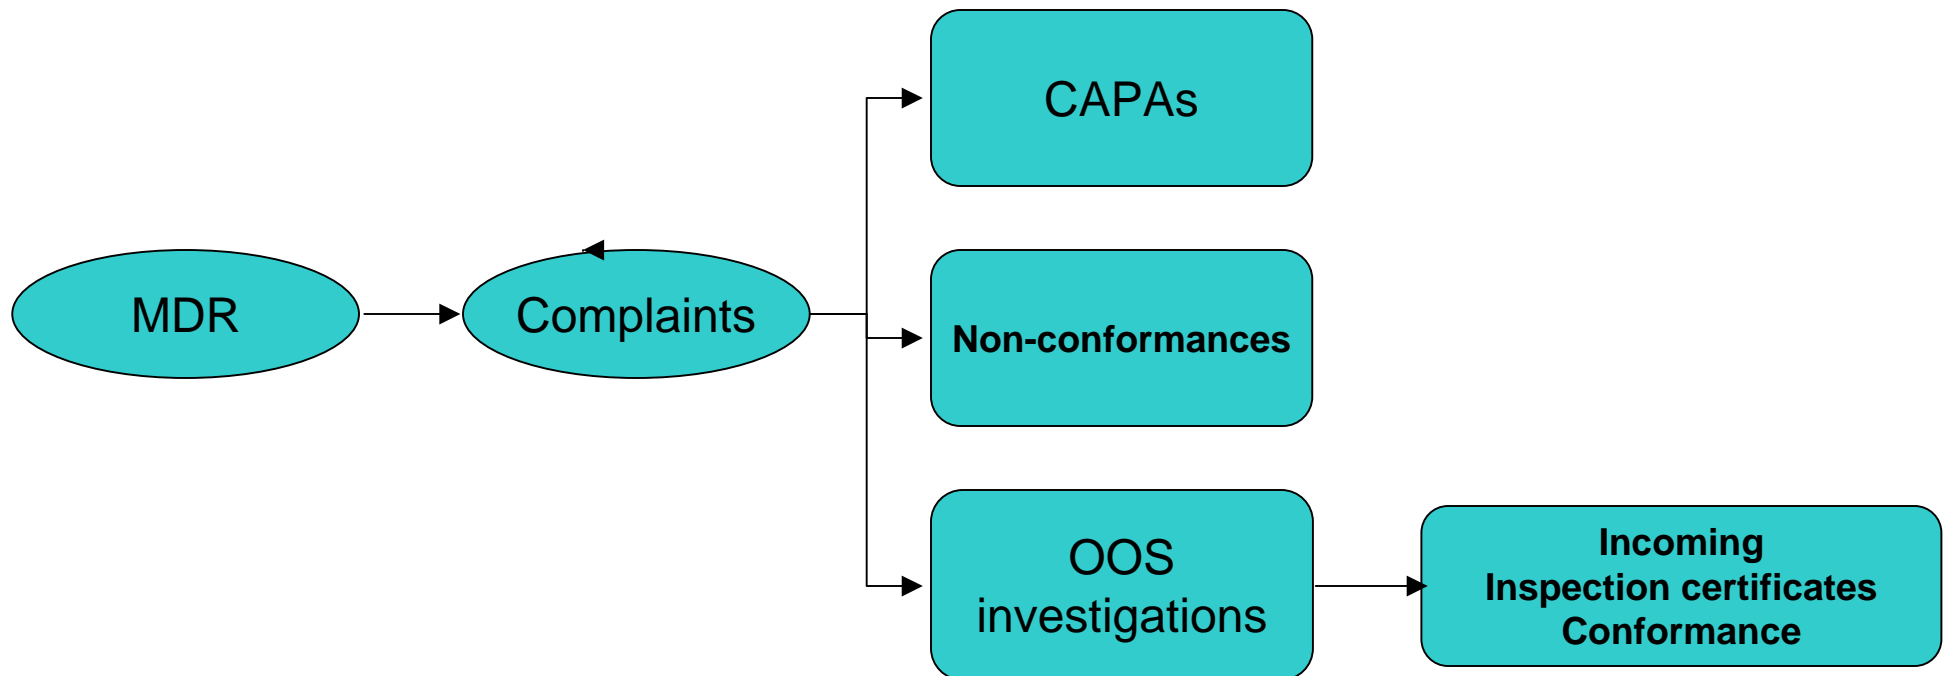 MDR
Complaints
CAPAs
Non-conformances
OOS
investigations
Incoming
Inspection certificates
Conformance